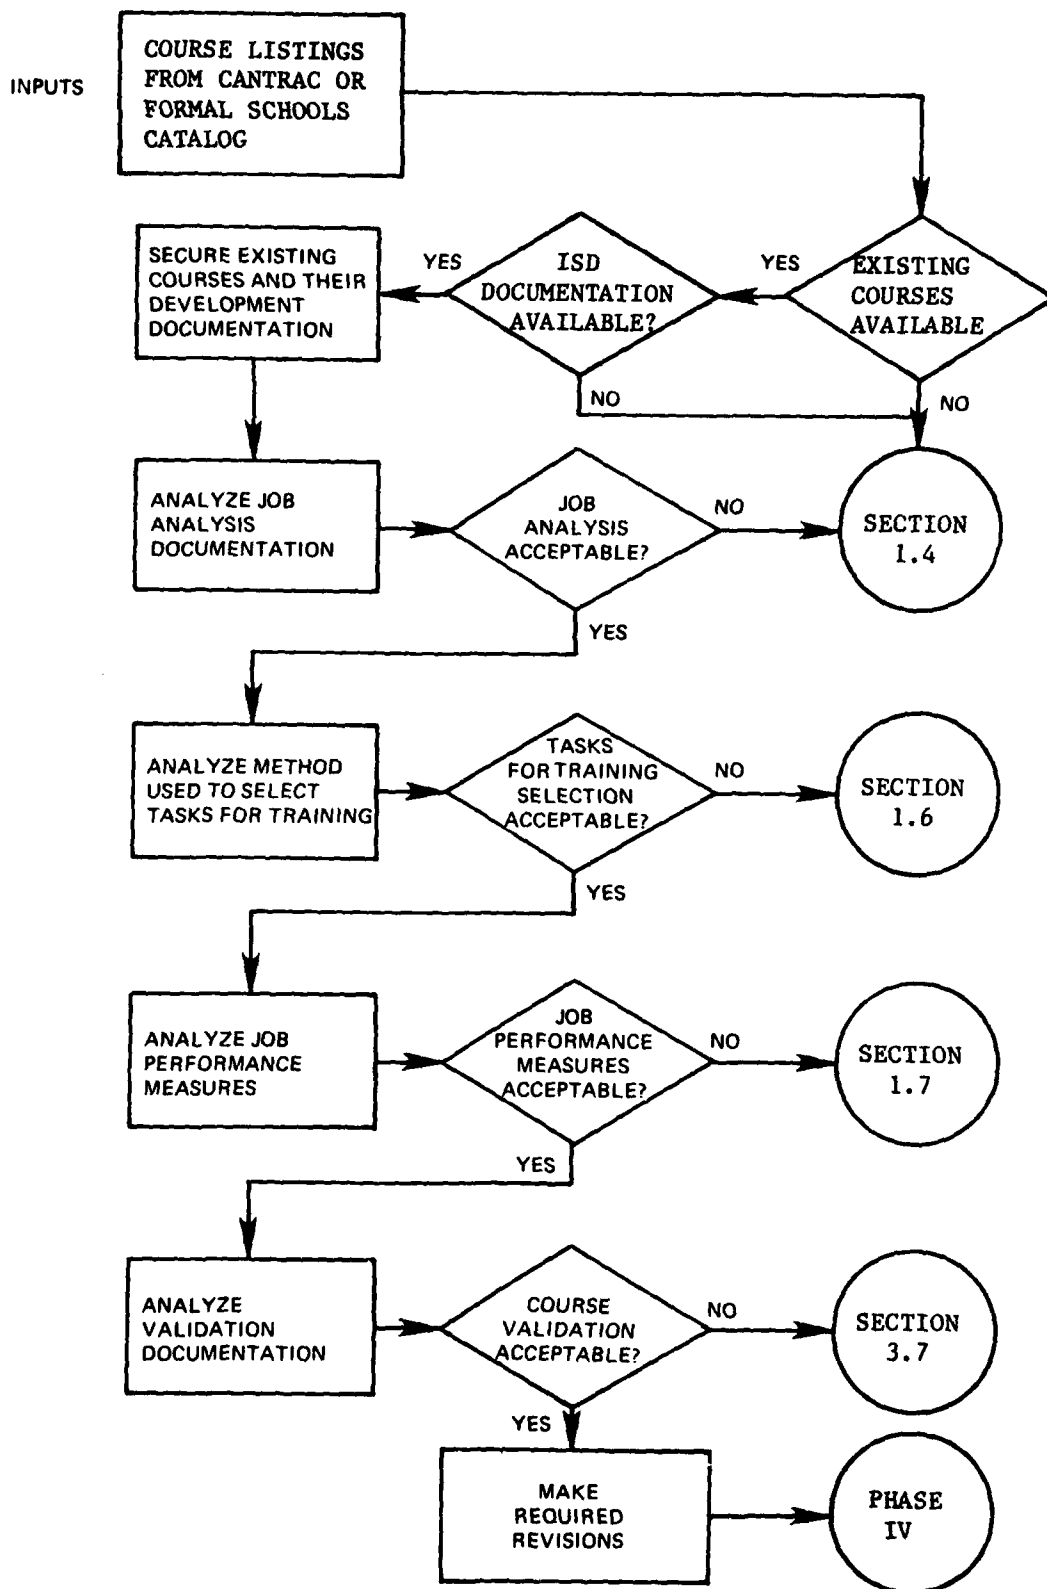 INPUTS
COURSE LISTINGS
FROM CANTRAC OR
FORMAL SCHOOLS
CATALOG
SECURE EXISTING
COURSES AND THEIR
DEVELOPMENT
DOCUMENTATION
YES
ISD
DOCUMENTATION
AVAILABLE?
YES
EXISTING
COURSES
AVAILABLE
NO
NO
ANALYZE JOB
ANALYSIS
DOCUMENTATION
JOB
ANALYSIS
ACCEPTABLE?
NO
SECTION
1.4
YES
ANALYZE METHOD
USED TO SELECT
TASKS FOR TRAINING
TASKS
FOR TRAINING
SELECTION
ACCEPTABLE?
NO
SECTION
1.6
YES
ANALYZE JOB
PERFORMANCE
MEASURES
JOB
PERFORMANCE
MEASURES
ACCEPTABLE?
NO
SECTION
1.7
YES
ANALYZE
VALIDATION
DOCUMENTATION
COURSE
VALIDATION
ACCEPTABLE?
NO
SECTION
3.7
YES
MAKE
REQUIRED
REVISIONS
PHASE
IV